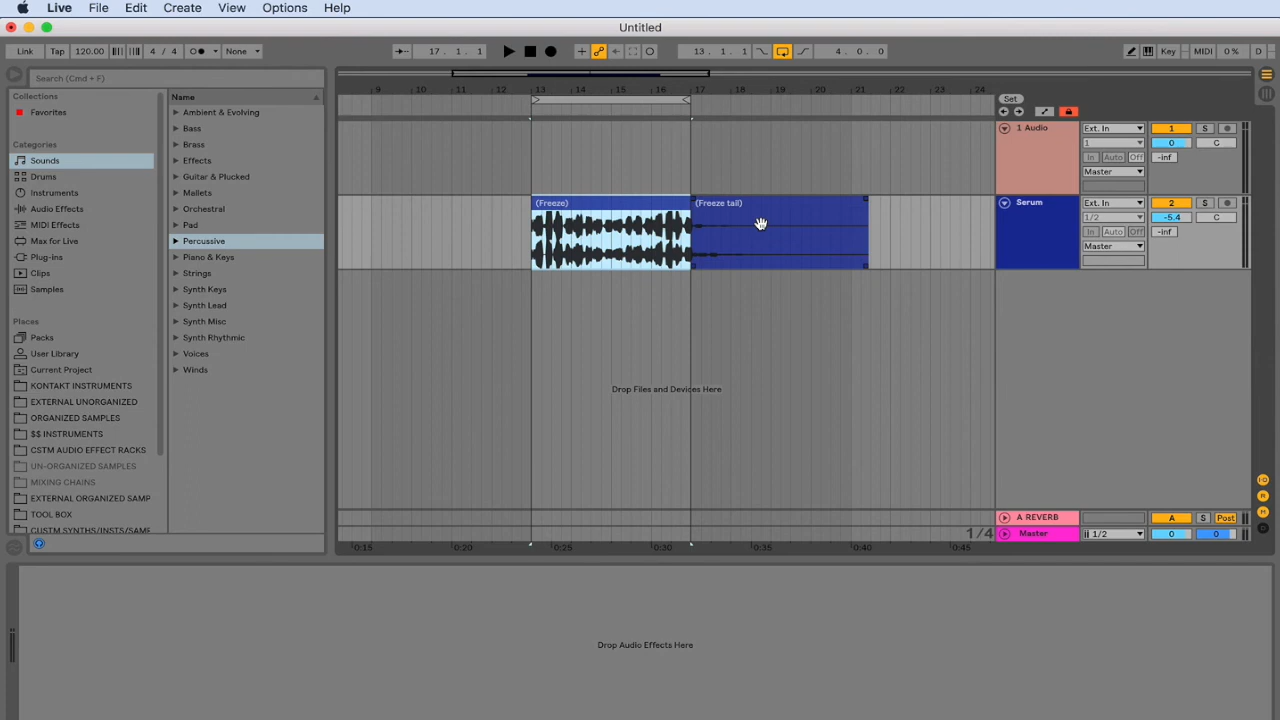 Live File Edit Create View Options Help
Untitled
Link Tap 120.00 4 / 4 None 17. 1. 1 13. 1. 1 4. 0. 0 Key MIDI 0 % D
Search (Cmd + F)
Collections
Favorites
Categories
Sounds
Drums
Instruments
Audio Effects
MIDI Effects
Max for Live
Plug-ins
Clips
Samples
Places
Packs
User Library
Current Project
KONTAKT INSTRUMENTS
EXTERNAL UNORGANIZED
ORGANIZED SAMPLES
$$ INSTRUMENTS
CSTM AUDIO EFFECT RACKS
UN-ORGANIZED SAMPLES
MIXING CHAINS
EXTERNAL ORGANIZED SAMP
TOOL BOX
CUSTM SYNTHS/INSTS/SAMF
Name
Ambient & Evolving
Bass
Brass
Effects
Guitar & Plucked
Mallets
Orchestral
Pad
Percussive
Piano & Keys
Strings
Synth Keys
Synth Lead
Synth Misc
Synth Rhythmic
Voices
Winds
9 10 11 12 13 14 15 16 17 18 19 20 21 22 23 24
Set
1 Audio Ext. In 1 S
1 0 C
In Auto Off -inf
Master
(Freeze) (Freeze tail)
Serum Ext. In 2 S
1/2 -5.4 C
In Auto Off -inf
Master
Drop Files and Devices Here
A REVERB A S Post
1/4 Master 1/2 0 0
0:15 0:20 0:25 0:30 0:35 0:40 0:45
I/O
R
M
D
Drop Audio Effects Here